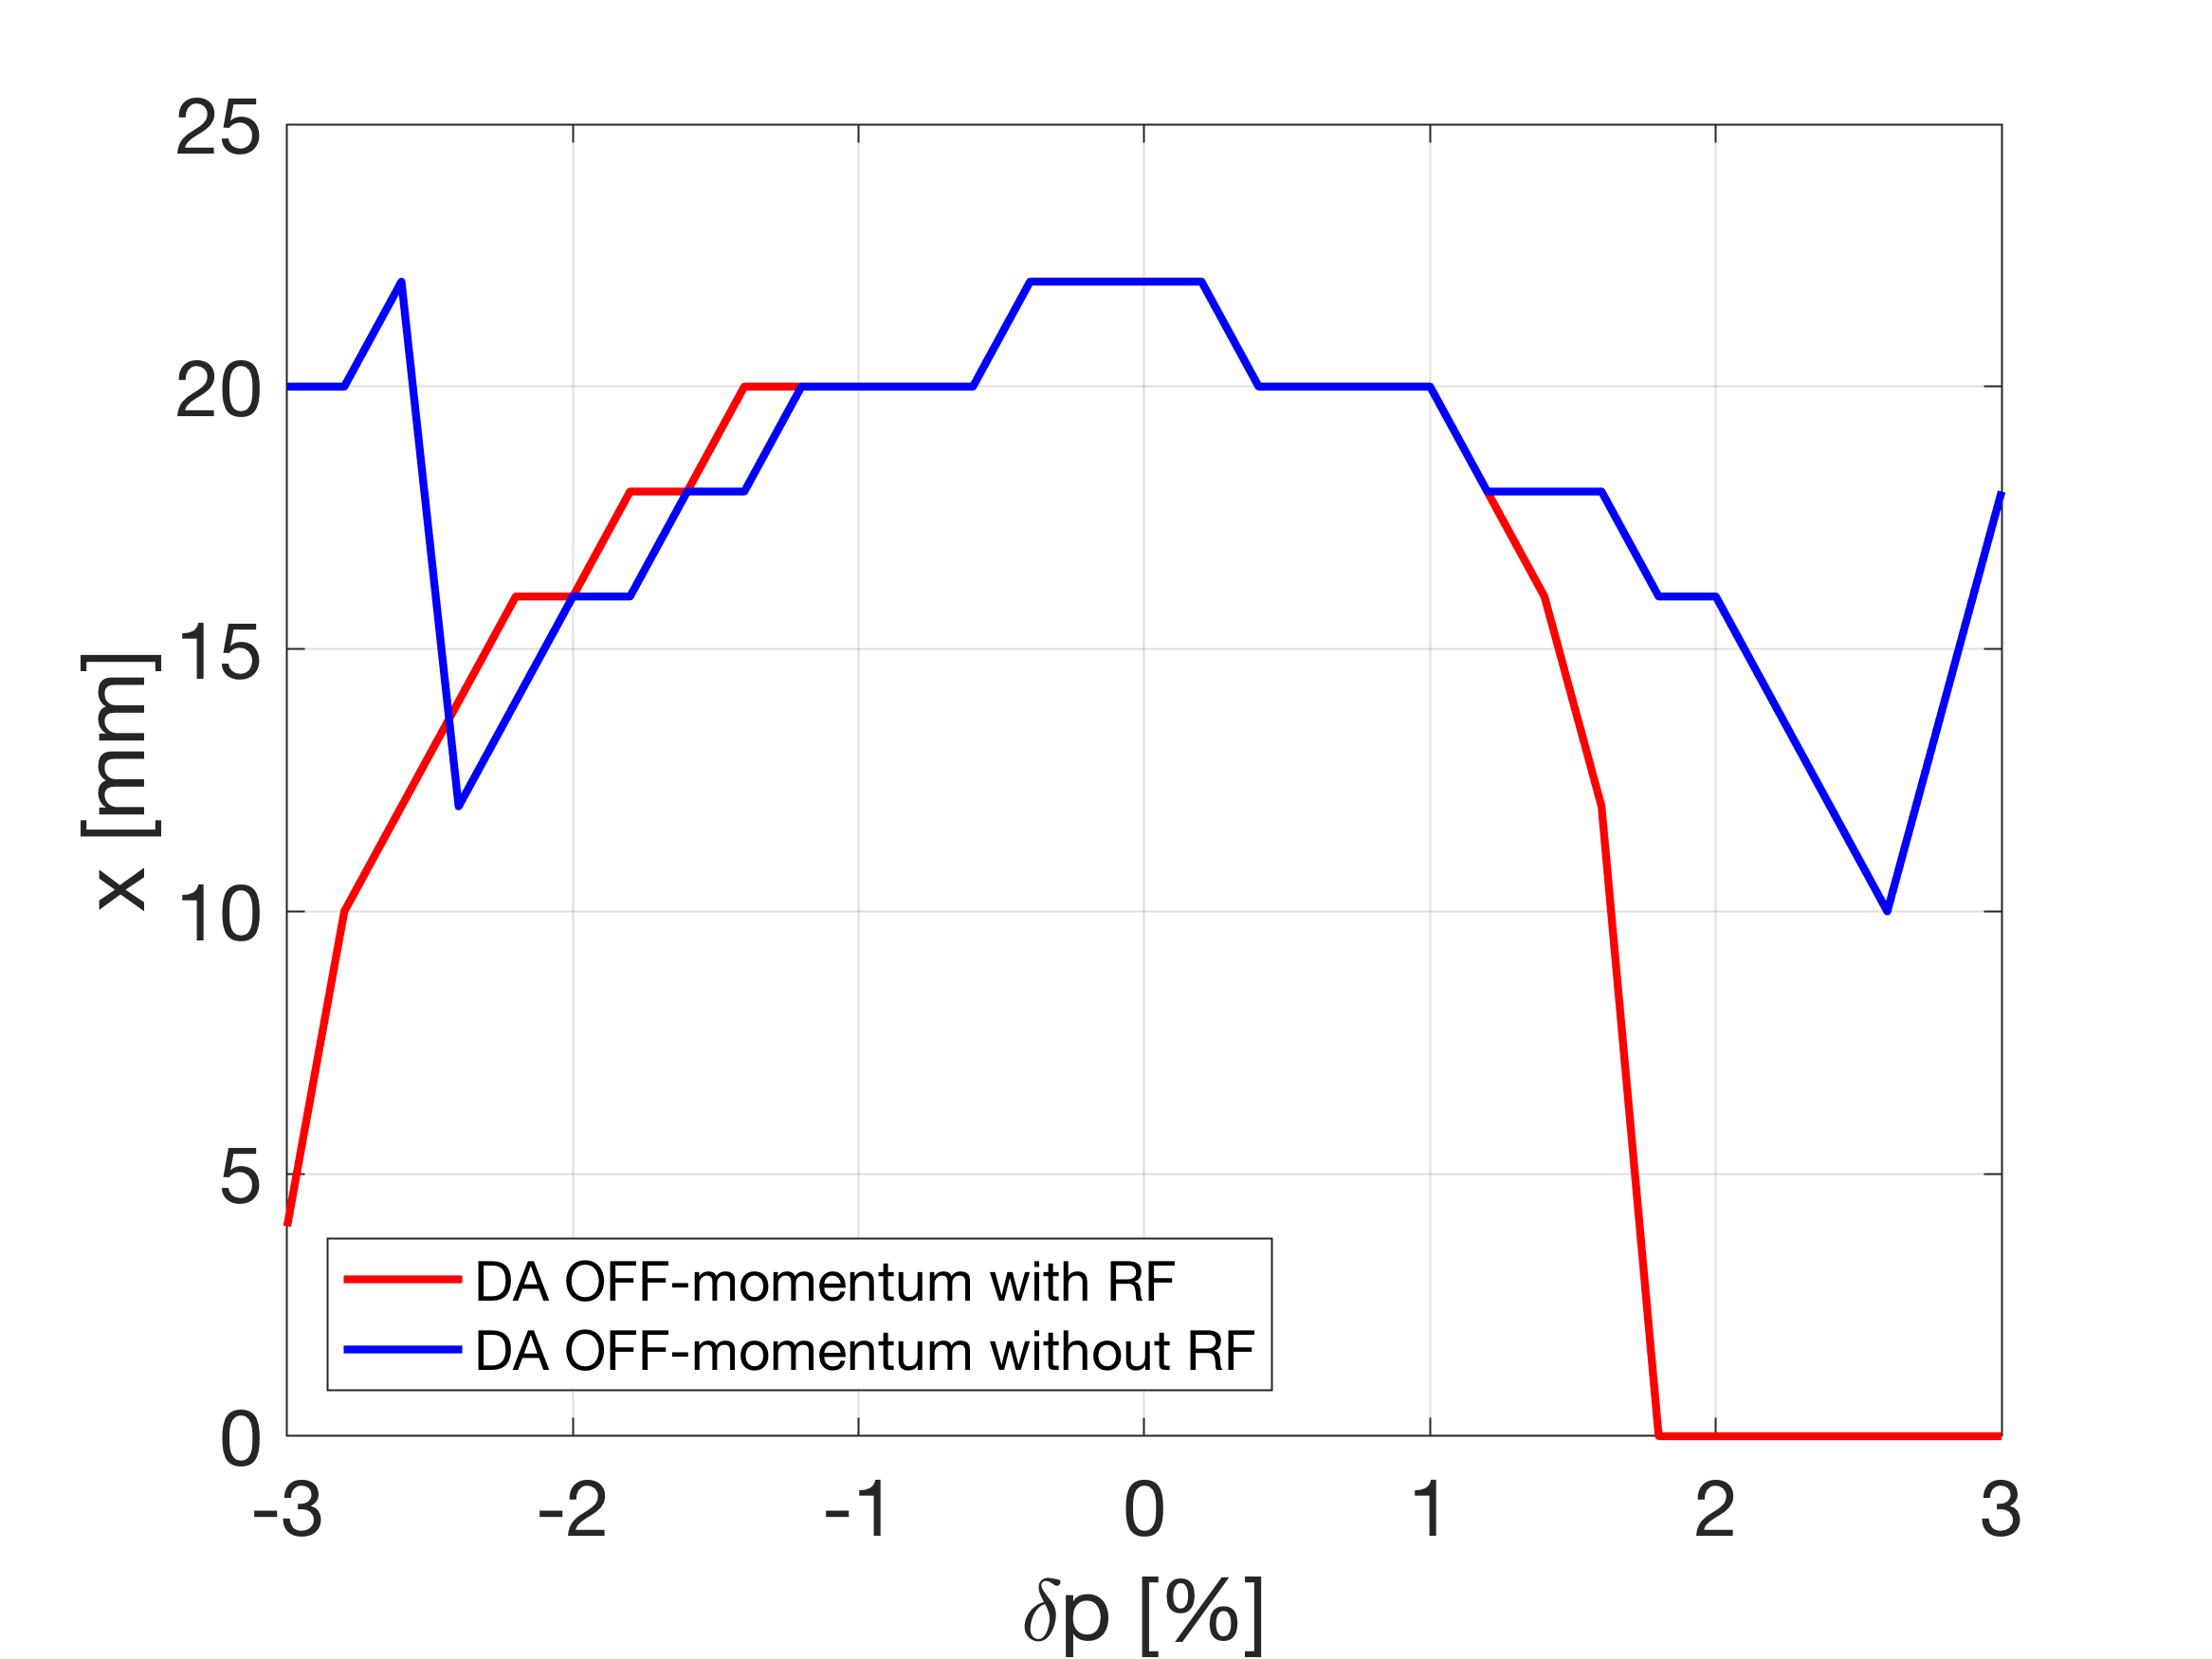 25
20
15
10
5
0
x [mm]
DA OFF-momentum with RF
DA OFF-momentum without RF
-3 -2 -1 0 1 2 3
δp [%]